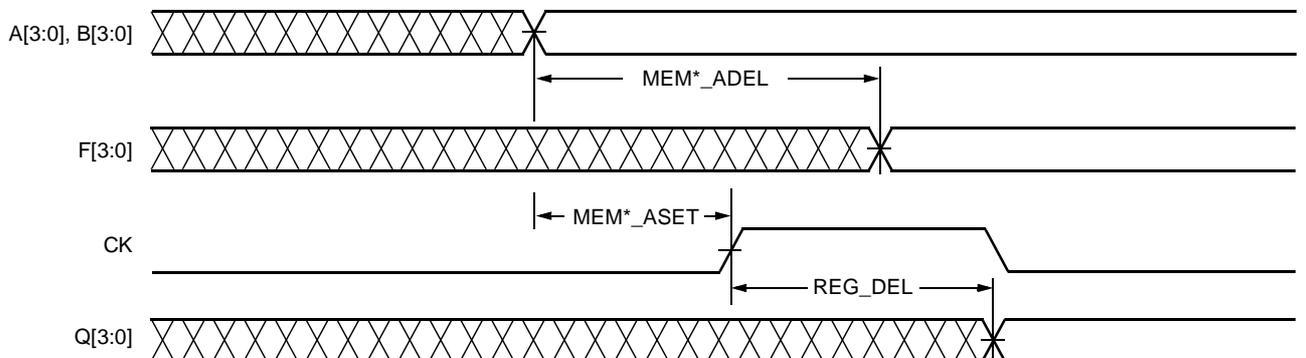 A[3:0], B[3:0]
MEM*_ADEL
F[3:0]
MEM*_ASET
CK
REG_DEL
Q[3:0]